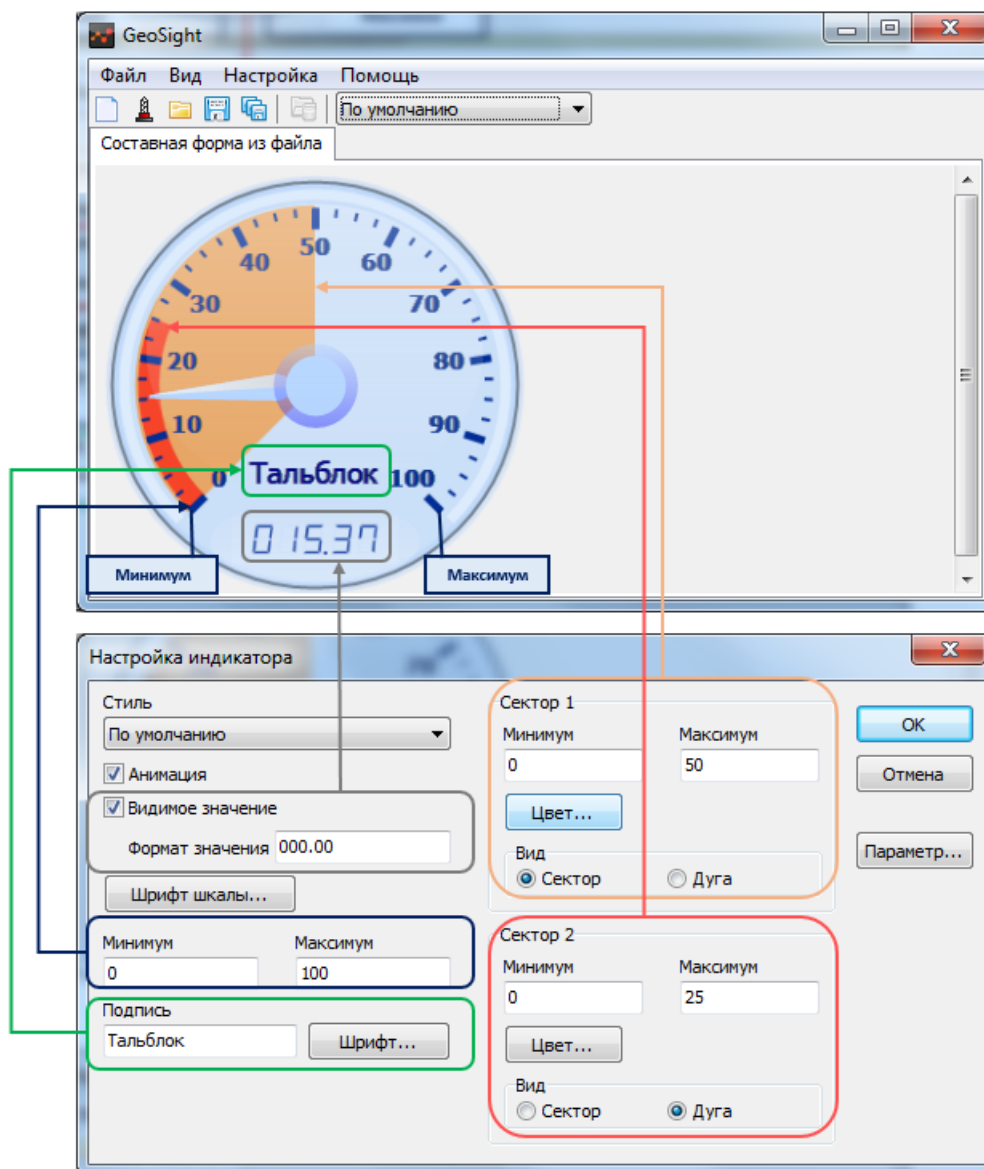 GeoSight
Файл Вид Настройка Помощь
По умолчанию
Составная форма из файла
50
40 60
30 70
20 80
10 90
0 Тальблок 100
015.37
Минимум Максимум
Настройка индикатора
Стиль
По умолчанию
Анимация
Видимое значение
Формат значения 000.00
Шрифт шкалы...
Минимум Максимум
0 100
Подпись
Тальблок Шрифт...
Сектор 1
Минимум Максимум
0 50
Цвет...
Вид
Сектор Дуга
Сектор 2
Минимум Максимум
0 25
Цвет...
Вид
Сектор Дуга
ОК
Отмена
Параметр...